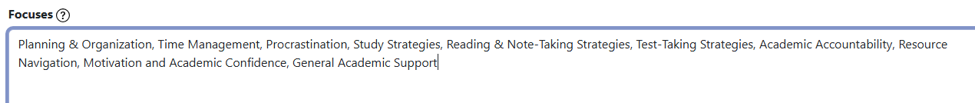 Focuses ?
Planning & Organization, Time Management, Procrastination, Study Strategies, Reading & Note-Taking Strategies, Test-Taking Strategies, Academic Accountability, Resource
Navigation, Motivation and Academic Confidence, General Academic Support